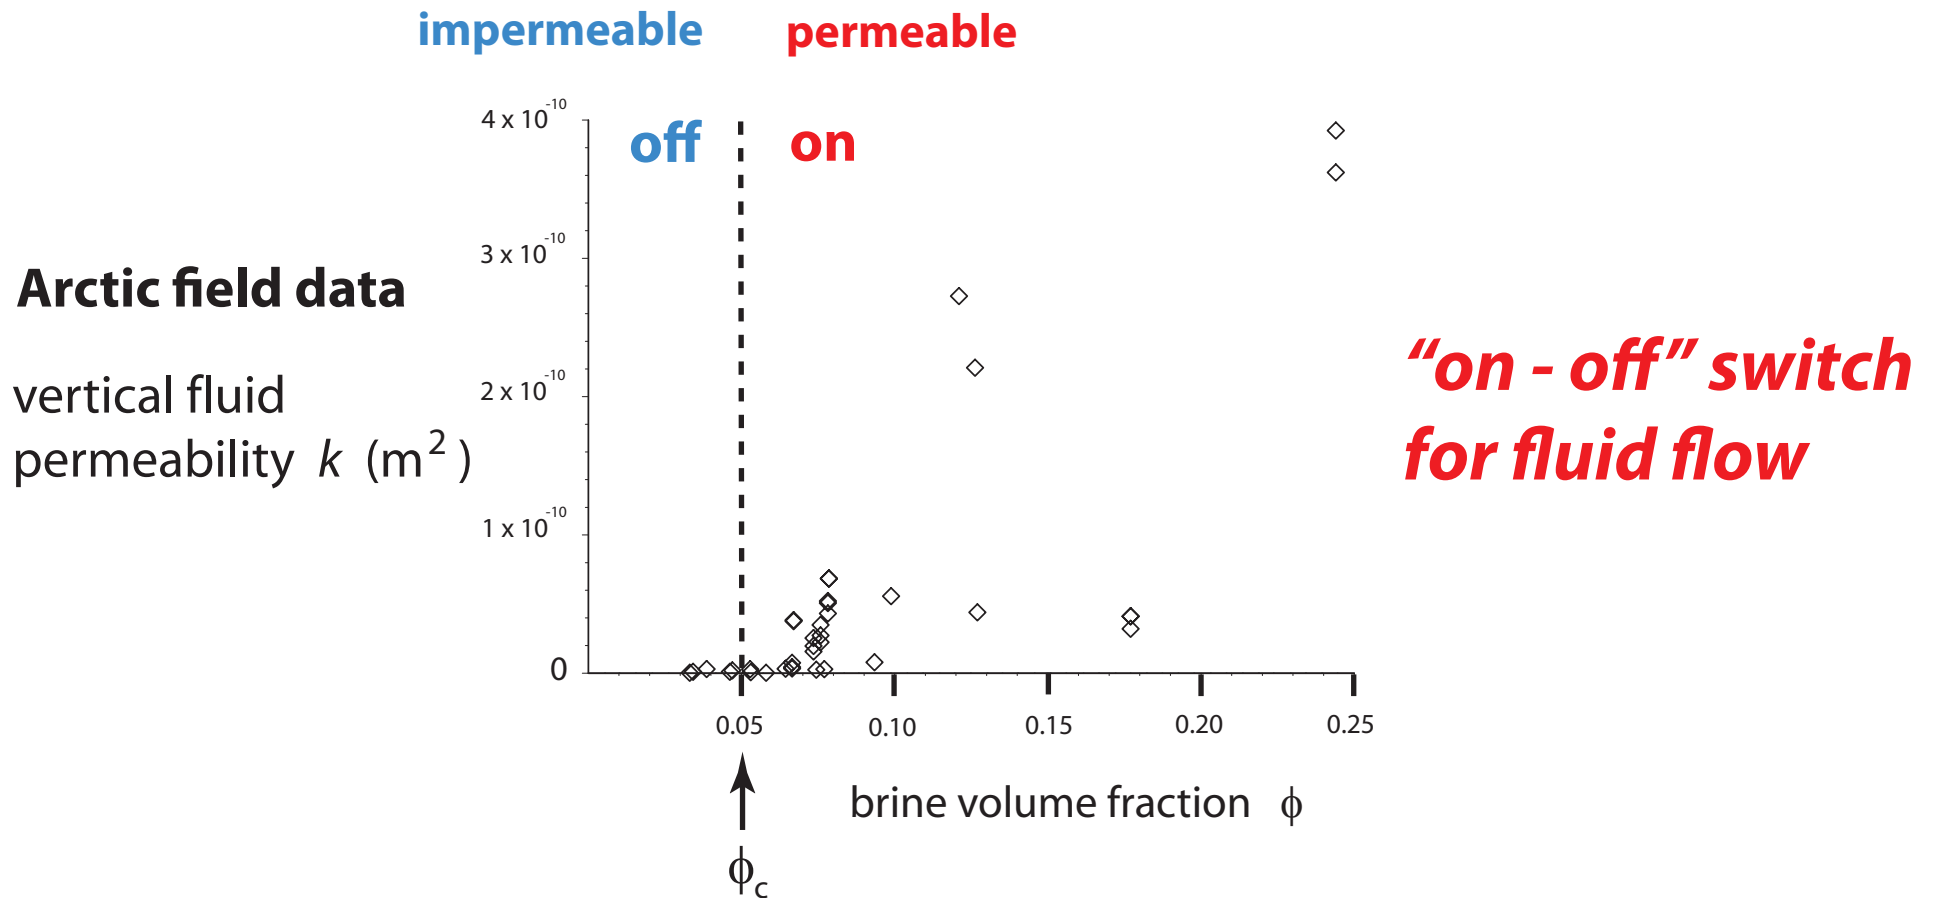 impermeable permeable
off on
4 x 10⁻¹⁰
3 x 10⁻¹⁰
2 x 10⁻¹⁰
1 x 10⁻¹⁰
0
Arctic field data
vertical fluid
permeability k (m²)
“on - off” switch
for fluid flow
0.05 0.10 0.15 0.20 0.25
brine volume fraction ϕ
ϕc